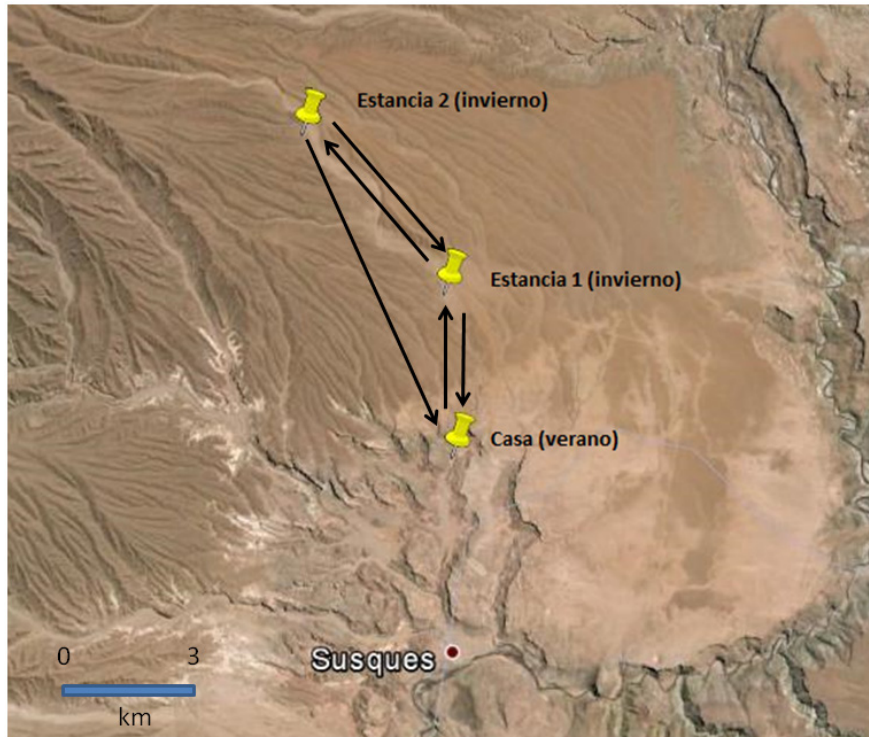 Estancia 2 (invierno)
Estancia 1 (invierno)
Casa (verano)
Susques
0 3
km